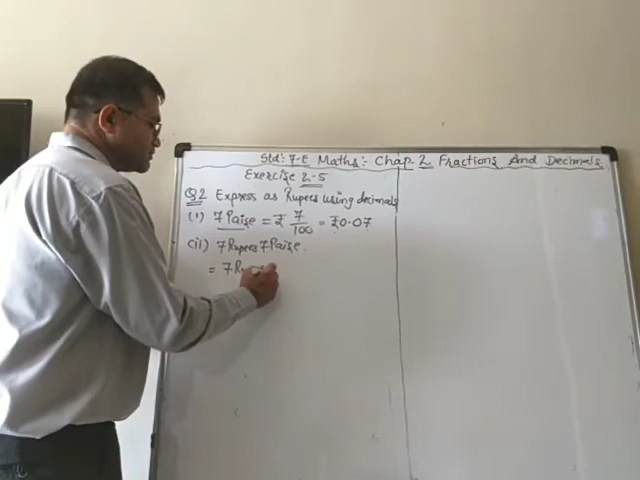 Std: 7-E Maths:- Chap. 2 Fractions And Decimals
Exercise 2.5
Q2 Express as Rupees using decimals
(i) 7 Paise = ₹ 7/100 = ₹0.07
(ii) 7 Rupees 7 Paise.
= 7